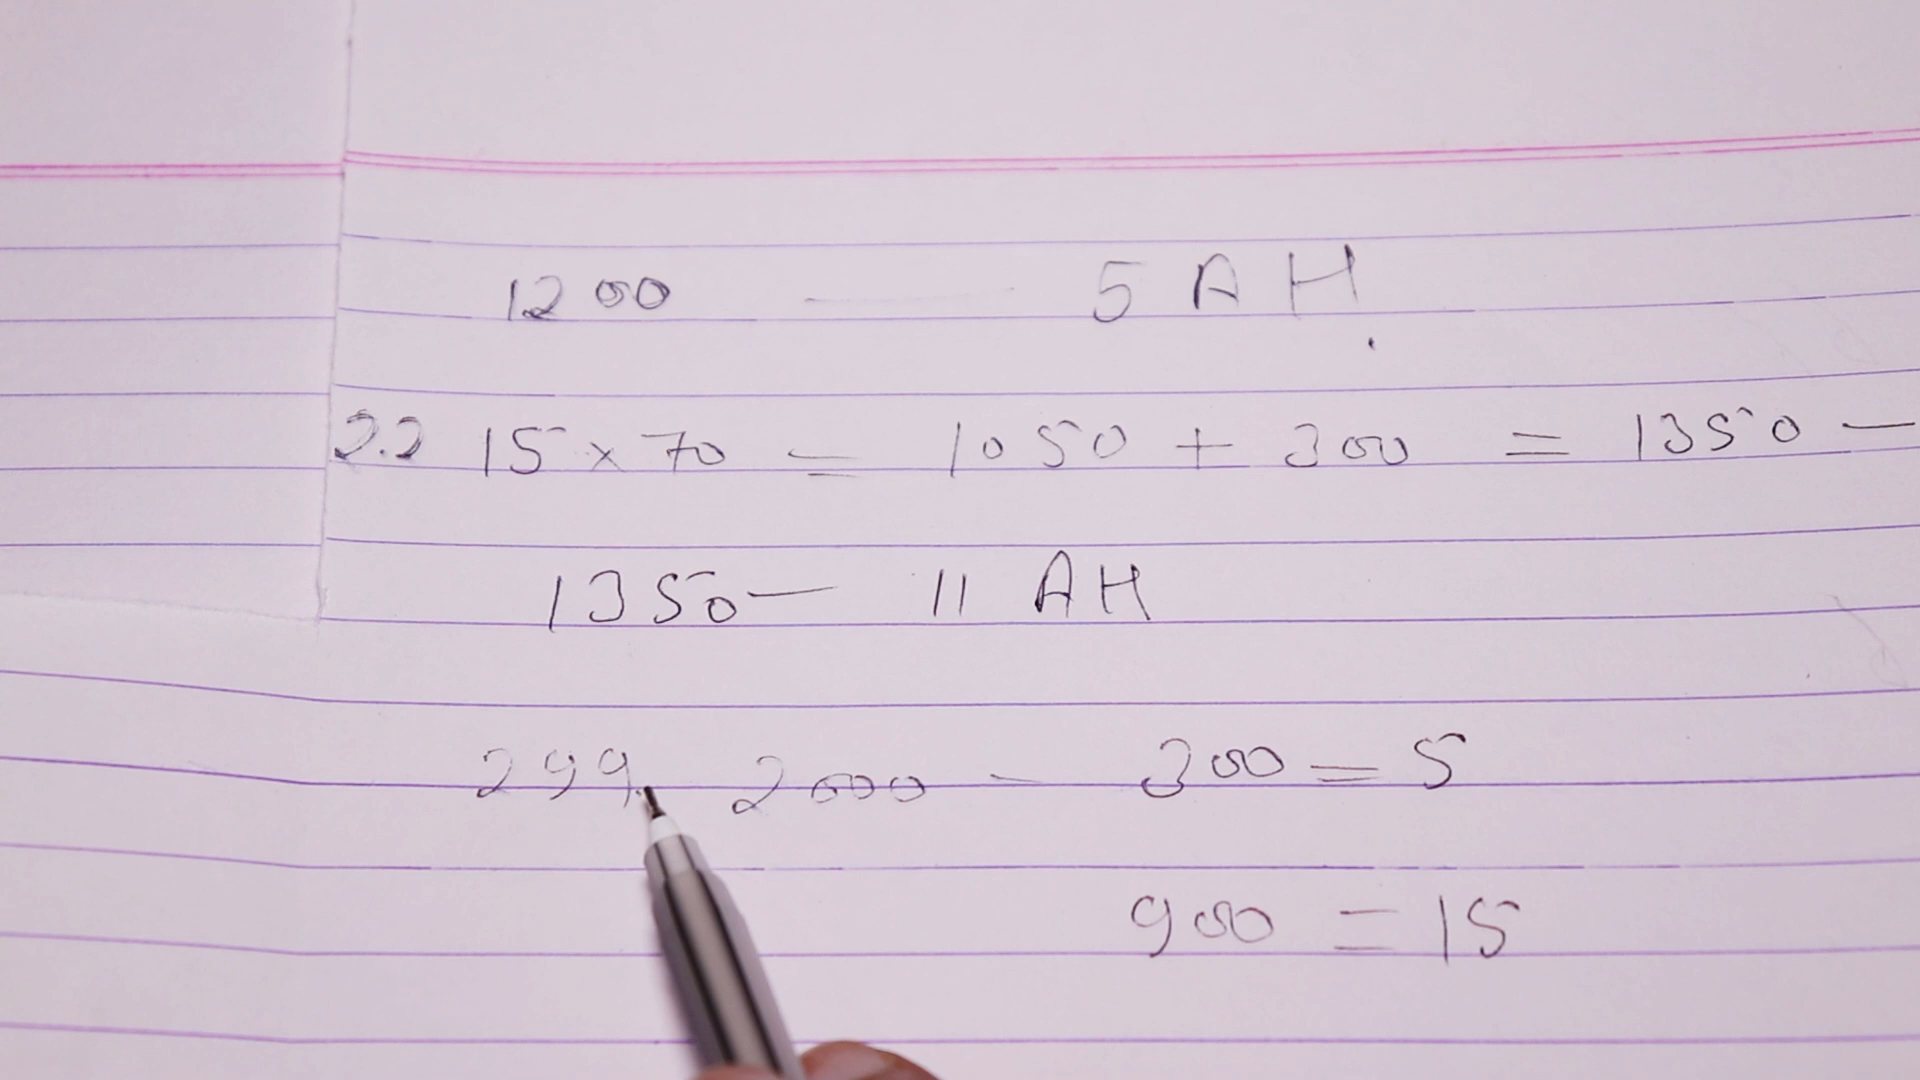 1200 — 5 AH.
2.2 15 × 70 = 1050 + 300 = 1350 —
1350 — 11 AH
299. 2000 - 300 = 5
900 = 15